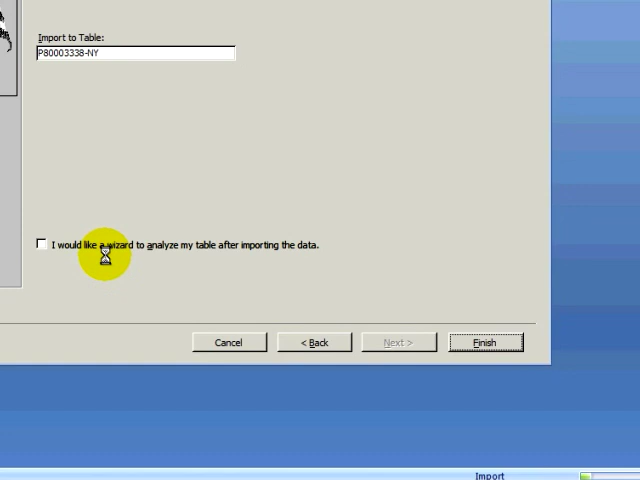 Import to Table:
P80003338-NY
I would like a wizard to analyze my table after importing the data.
Cancel
< Back
Next >
Finish
Import